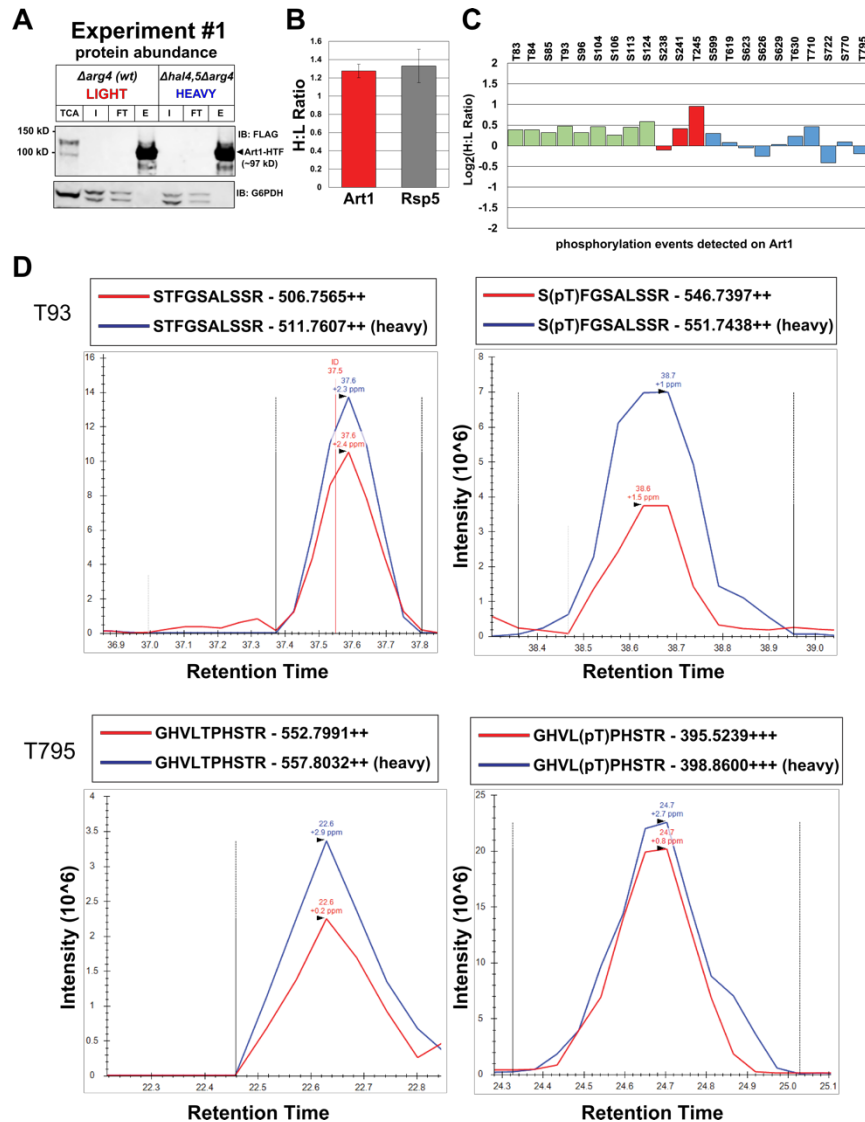 A
Experiment #1
protein abundance
Δarg4 (wt)
LIGHT
Δhal4,5Δarg4
HEAVY
TCA I FT E I FT E
150 kD
100 kD
IB: FLAG
◄Art1-HTF
(~97 kD)
IB: G6PDH
B
H:L Ratio
1.6
1.4
1.2
1
0.8
0.6
0.4
0.2
0
Art1 Rsp5
C
T83 T84 S85 T93 S96 S104 S106 S113 S124 S238 S241 T245 S599 T619 S623 S626 S629 T630 T710 S722 S770 T795
Log2(H:L Ratio)
2
1.5
1
0.5
0
-0.5
-1
-1.5
-2
phosphorylation events detected on Art1
D
T93
STFGSALSSR - 506.7565++
STFGSALSSR - 511.7607++ (heavy)
16
14
12
10
8
6
4
2
0
ID
37.5
37.6
+2.3 ppm
37.6
+2.4 ppm
36.9 37.0 37.1 37.2 37.3 37.4 37.5 37.6 37.7 37.8
Retention Time
S(pT)FGSALSSR - 546.7397++
S(pT)FGSALSSR - 551.7438++ (heavy)
Intensity (10^6)
8
7
6
5
4
3
2
1
0
38.7
+1 ppm
38.6
+1.5 ppm
38.4 38.5 38.6 38.7 38.8 38.9 39.0
Retention Time
T795
GHVLTPHSTR - 552.7991++
GHVLTPHSTR - 557.8032++ (heavy)
Intensity (10^6)
4
3.5
3
2.5
2
1.5
1
0.5
0
22.6
+2.9 ppm
22.6
+0.2 ppm
22.3 22.4 22.5 22.6 22.7 22.8
Retention Time
GHVL(pT)PHSTR - 395.5239+++
GHVL(pT)PHSTR - 398.8600+++ (heavy)
Intensity (10^6)
25
20
15
10
5
0
24.7
+2.7 ppm
24.7
+0.8 ppm
24.3 24.4 24.5 24.6 24.7 24.8 24.9 25.0 25.1
Retention Time